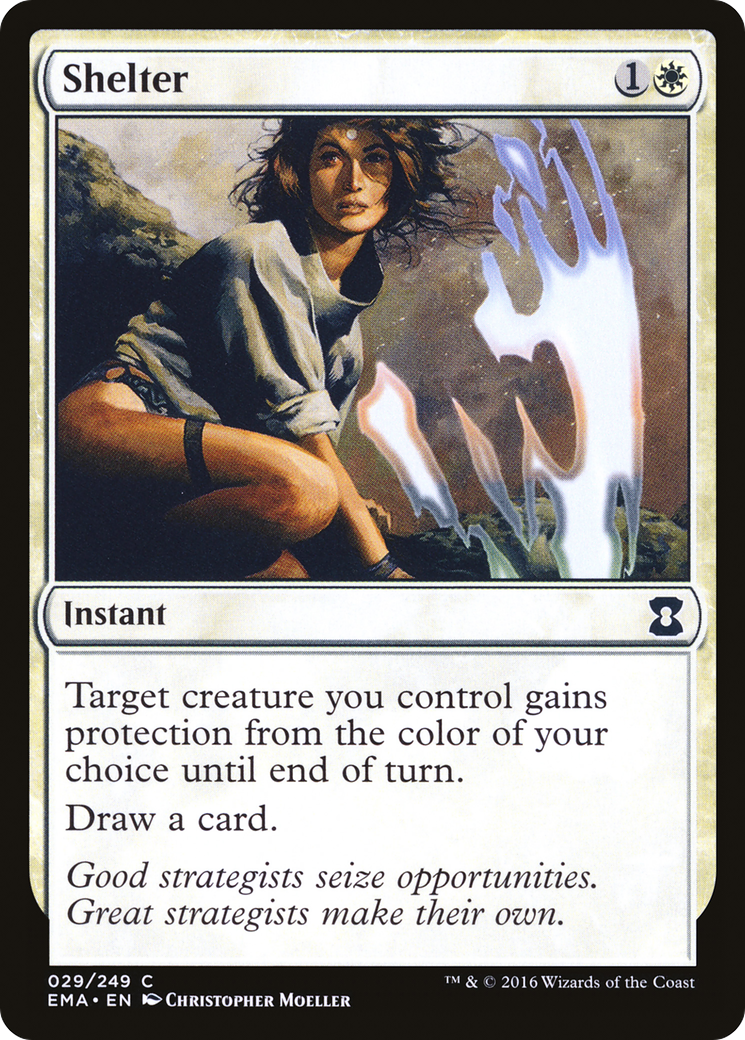 Shelter 1
Instant
Target creature you control gains
protection from the color of your
choice until end of turn.
Draw a card.
Good strategists seize opportunities.
Great strategists make their own.
029/249 C
™ & © 2016 Wizards of the Coast
EMA • EN Christopher Moeller